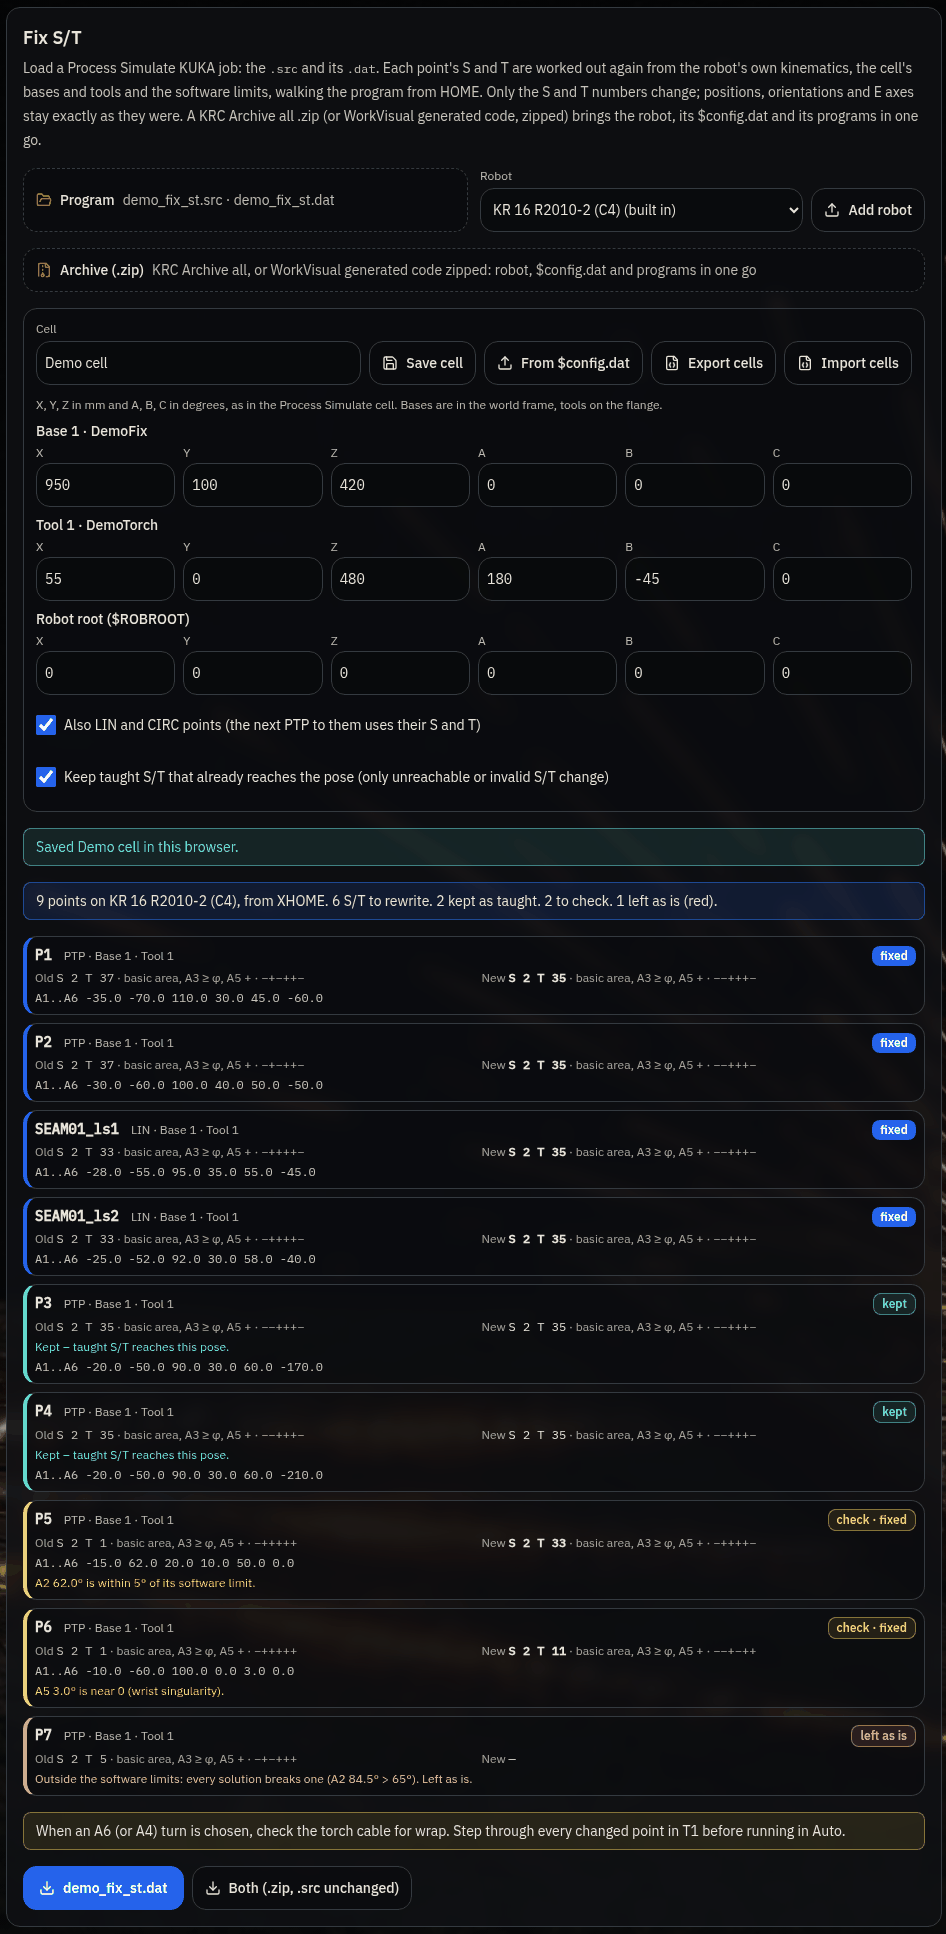 Fix S/T
Load a Process Simulate KUKA job: the .src and its .dat. Each point's S and T are worked out again from the robot's own kinematics, the cell's
bases and tools and the software limits, walking the program from HOME. Only the S and T numbers change; positions, orientations and E axes
stay exactly as they were. A KRC Archive all .zip (or WorkVisual generated code, zipped) brings the robot, its $config.dat and its programs in one
go.
Program demo_fix_st.src · demo_fix_st.dat
Robot
KR 16 R2010-2 (C4) (built in)
Add robot
Archive (.zip) KRC Archive all, or WorkVisual generated code zipped: robot, $config.dat and programs in one go
Cell
Demo cell
Save cell
From $config.dat
Export cells
Import cells
X, Y, Z in mm and A, B, C in degrees, as in the Process Simulate cell. Bases are in the world frame, tools on the flange.
Base 1 · DemoFix
X Y Z A B C
950 100 420 0 0 0
Tool 1 · DemoTorch
X Y Z A B C
55 0 480 180 -45 0
Robot root ($ROBROOT)
X Y Z A B C
0 0 0 0 0 0
Also LIN and CIRC points (the next PTP to them uses their S and T)
Keep taught S/T that already reaches the pose (only unreachable or invalid S/T change)
Saved Demo cell in this browser.
9 points on KR 16 R2010-2 (C4), from XHOME. 6 S/T to rewrite. 2 kept as taught. 2 to check. 1 left as is (red).
P1 PTP · Base 1 · Tool 1 fixed
Old S 2 T 37 · basic area, A3 ≥ φ, A5 + · −+−++− New S 2 T 35 · basic area, A3 ≥ φ, A5 + · −−+++−
A1..A6 -35.0 -70.0 110.0 30.0 45.0 -60.0
P2 PTP · Base 1 · Tool 1 fixed
Old S 2 T 37 · basic area, A3 ≥ φ, A5 + · −+−++− New S 2 T 35 · basic area, A3 ≥ φ, A5 + · −−+++−
A1..A6 -30.0 -60.0 100.0 40.0 50.0 -50.0
SEAM01_ls1 LIN · Base 1 · Tool 1 fixed
Old S 2 T 33 · basic area, A3 ≥ φ, A5 + · −++++− New S 2 T 35 · basic area, A3 ≥ φ, A5 + · −−+++−
A1..A6 -28.0 -55.0 95.0 35.0 55.0 -45.0
SEAM01_ls2 LIN · Base 1 · Tool 1 fixed
Old S 2 T 33 · basic area, A3 ≥ φ, A5 + · −++++− New S 2 T 35 · basic area, A3 ≥ φ, A5 + · −−+++−
A1..A6 -25.0 -52.0 92.0 30.0 58.0 -40.0
P3 PTP · Base 1 · Tool 1 kept
Old S 2 T 35 · basic area, A3 ≥ φ, A5 + · −−+++− New S 2 T 35 · basic area, A3 ≥ φ, A5 + · −−+++−
Kept – taught S/T reaches this pose.
A1..A6 -20.0 -50.0 90.0 30.0 60.0 -170.0
P4 PTP · Base 1 · Tool 1 kept
Old S 2 T 35 · basic area, A3 ≥ φ, A5 + · −−+++− New S 2 T 35 · basic area, A3 ≥ φ, A5 + · −−+++−
Kept – taught S/T reaches this pose.
A1..A6 -20.0 -50.0 90.0 30.0 60.0 -210.0
P5 PTP · Base 1 · Tool 1 check · fixed
Old S 2 T 1 · basic area, A3 ≥ φ, A5 + · −+++++ New S 2 T 33 · basic area, A3 ≥ φ, A5 + · −++++−
A1..A6 -15.0 62.0 20.0 10.0 50.0 0.0
A2 62.0° is within 5° of its software limit.
P6 PTP · Base 1 · Tool 1 check · fixed
Old S 2 T 1 · basic area, A3 ≥ φ, A5 + · −+++++ New S 2 T 11 · basic area, A3 ≥ φ, A5 + · −−+−++
A1..A6 -10.0 -60.0 100.0 0.0 3.0 0.0
A5 3.0° is near 0 (wrist singularity).
P7 PTP · Base 1 · Tool 1 left as is
Old S 2 T 5 · basic area, A3 ≥ φ, A5 + · −+−+++ New —
Outside the software limits: every solution breaks one (A2 84.5° > 65°). Left as is.
When an A6 (or A4) turn is chosen, check the torch cable for wrap. Step through every changed point in T1 before running in Auto.
demo_fix_st.dat
Both (.zip, .src unchanged)